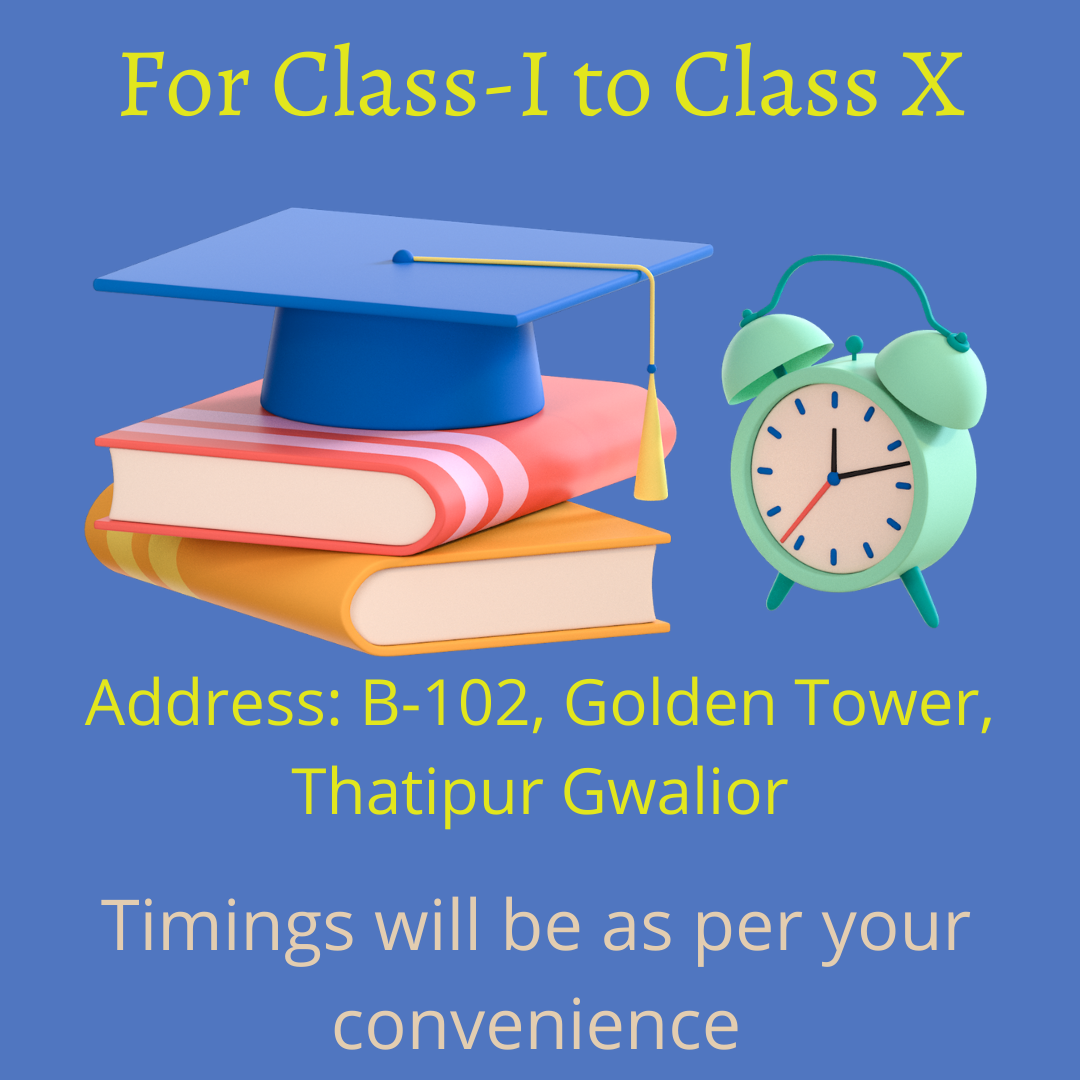 For Class-I to Class X
Address: B-102, Golden Tower,
Thatipur Gwalior
Timings will be as per your
convenience